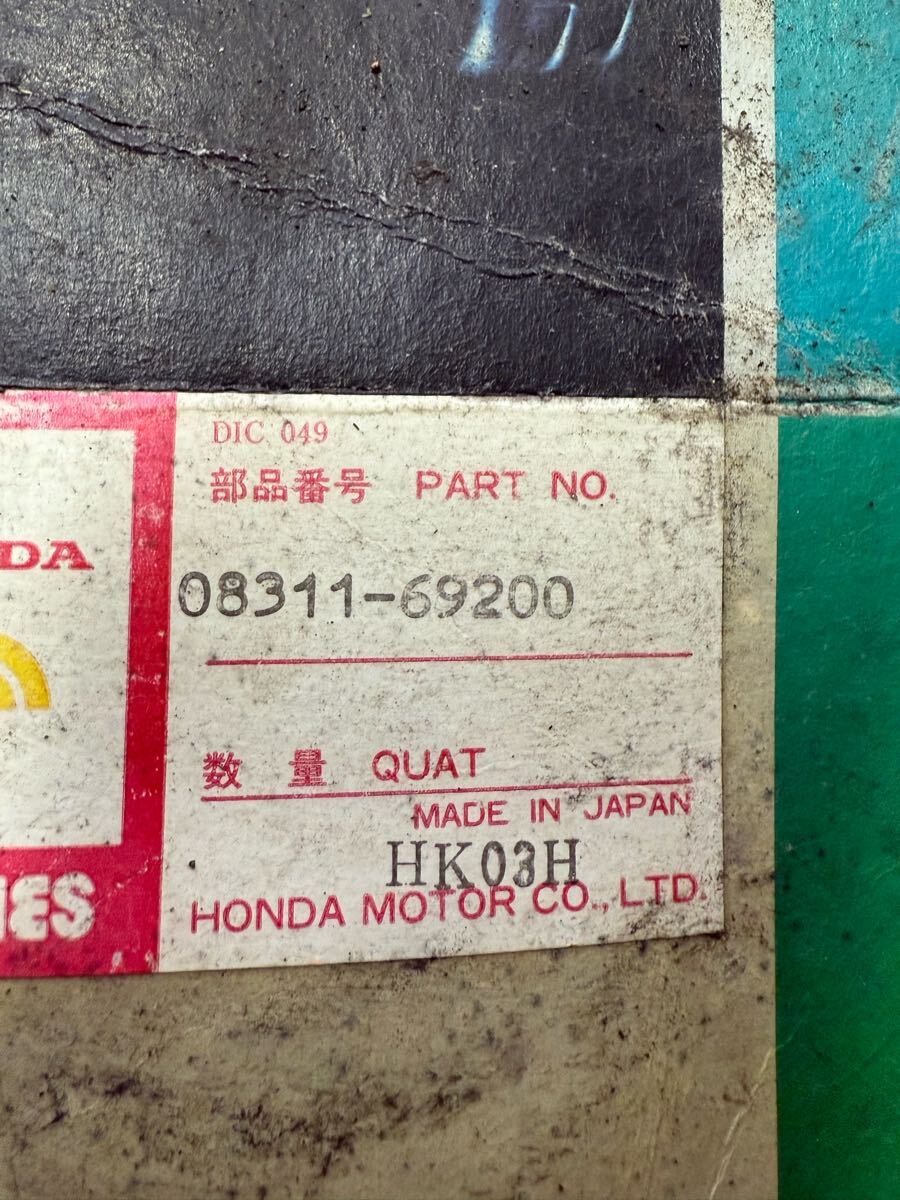 DIC 049
部品番号 PART NO.
DA
08311-69200
数量 QUAT
MADE IN JAPAN
HK03H
IES
HONDA MOTOR CO., LTD.